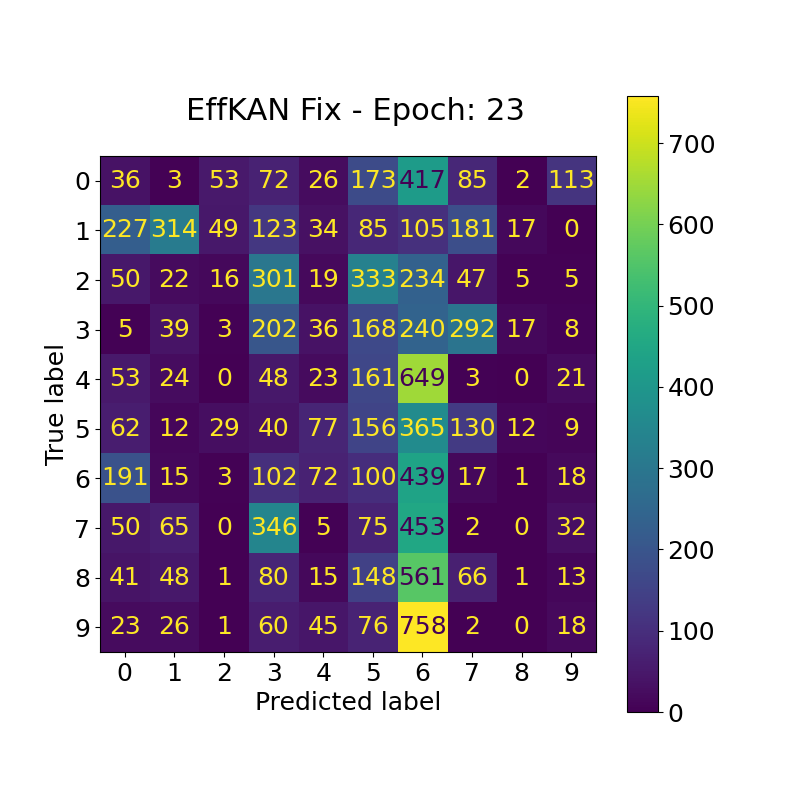 EffKAN Fix - Epoch: 23
0 36 3 53 72 26 173 417 85 2 113
1 227 314 49 123 34 85 105 181 17 0
2 50 22 16 301 19 333 234 47 5 5
3 5 39 3 202 36 168 240 292 17 8
4 53 24 0 48 23 161 649 3 0 21
5 62 12 29 40 77 156 365 130 12 9
6 191 15 3 102 72 100 439 17 1 18
7 50 65 0 346 5 75 453 2 0 32
8 41 48 1 80 15 148 561 66 1 13
9 23 26 1 60 45 76 758 2 0 18
0 1 2 3 4 5 6 7 8 9
Predicted label
True label
700
600
500
400
300
200
100
0